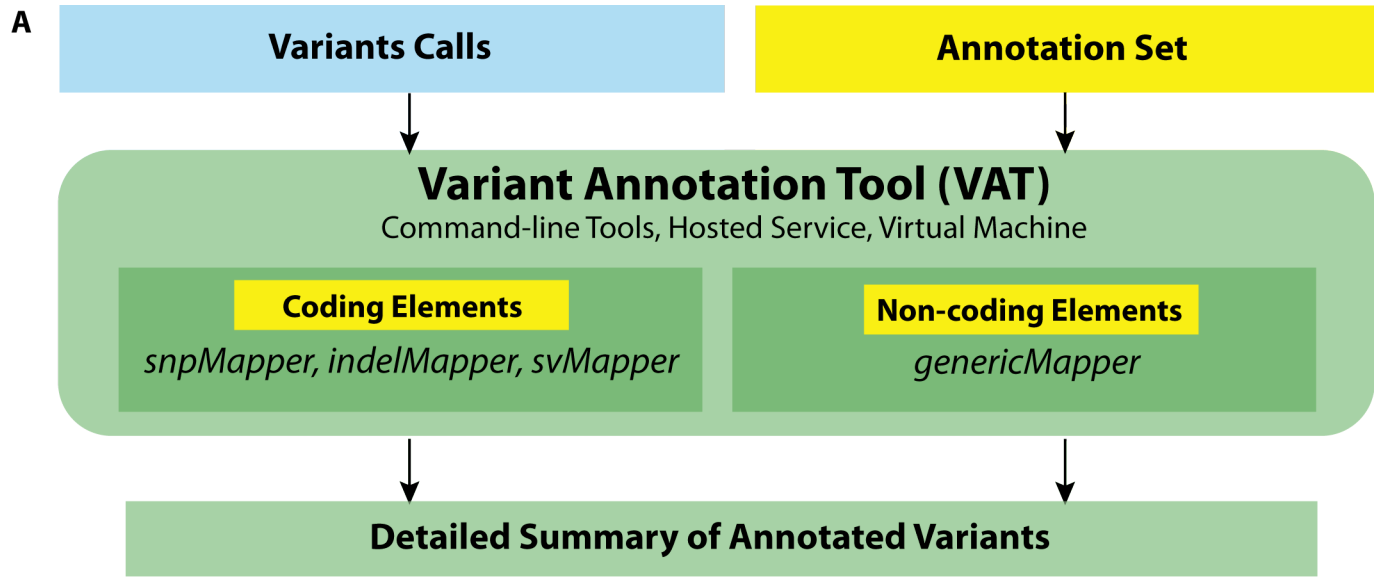 A
Variants Calls
Annotation Set
Variant Annotation Tool (VAT)
Command-line Tools, Hosted Service, Virtual Machine
Coding Elements
snpMapper, indelMapper, svMapper
Non-coding Elements
genericMapper
Detailed Summary of Annotated Variants